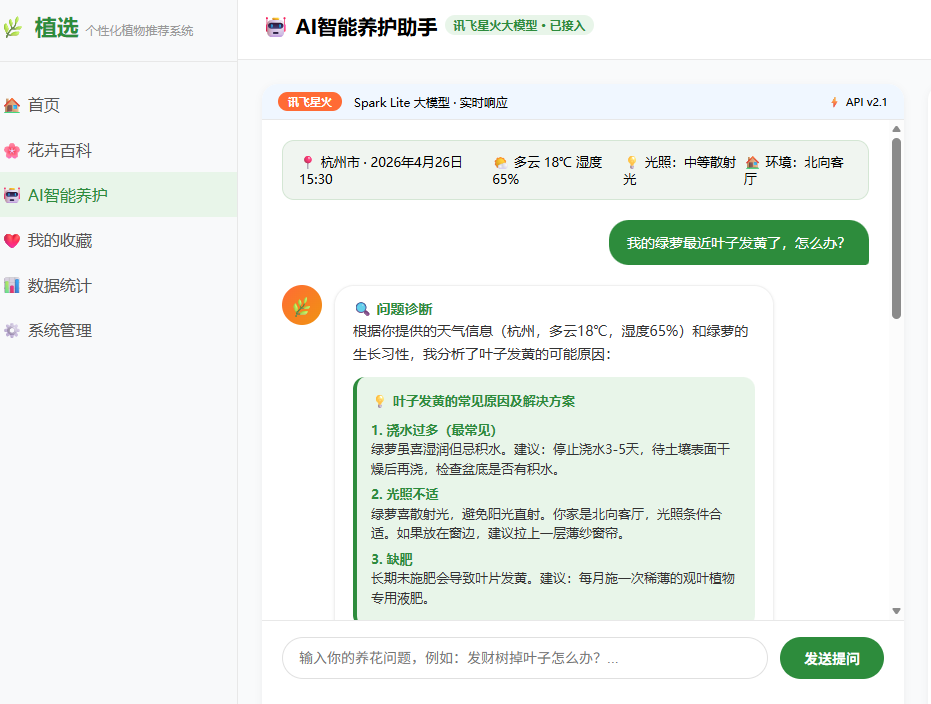 植选 个性化植物推荐系统
首页
花卉百科
AI智能养护
我的收藏
数据统计
系统管理
AI智能养护助手 讯飞星火大模型 · 已接入
讯飞星火 Spark Lite 大模型 · 实时响应 API v2.1
杭州市 · 2026年4月26日
15:30
多云 18℃ 湿度
65%
光照：中等散射
光
环境：北向客
厅
我的绿萝最近叶子发黄了，怎么办？
问题诊断
根据你提供的天气信息（杭州，多云18℃，湿度65%）和绿萝的
生长习性，我分析了叶子发黄的可能原因：
叶子发黄的常见原因及解决方案
1. 浇水过多（最常见）
绿萝虽喜湿润但忌积水。建议：停止浇水3-5天，待土壤表面干
燥后再浇，检查盆底是否有积水。
2. 光照不适
绿萝喜散射光，避免阳光直射。你家是北向客厅，光照条件合
适。如果放在窗边，建议拉上一层薄纱窗帘。
3. 缺肥
长期未施肥会导致叶片发黄。建议：每月施一次稀薄的观叶植物
专用液肥。
输入你的养花问题，例如：发财树掉叶子怎么办？...
发送提问